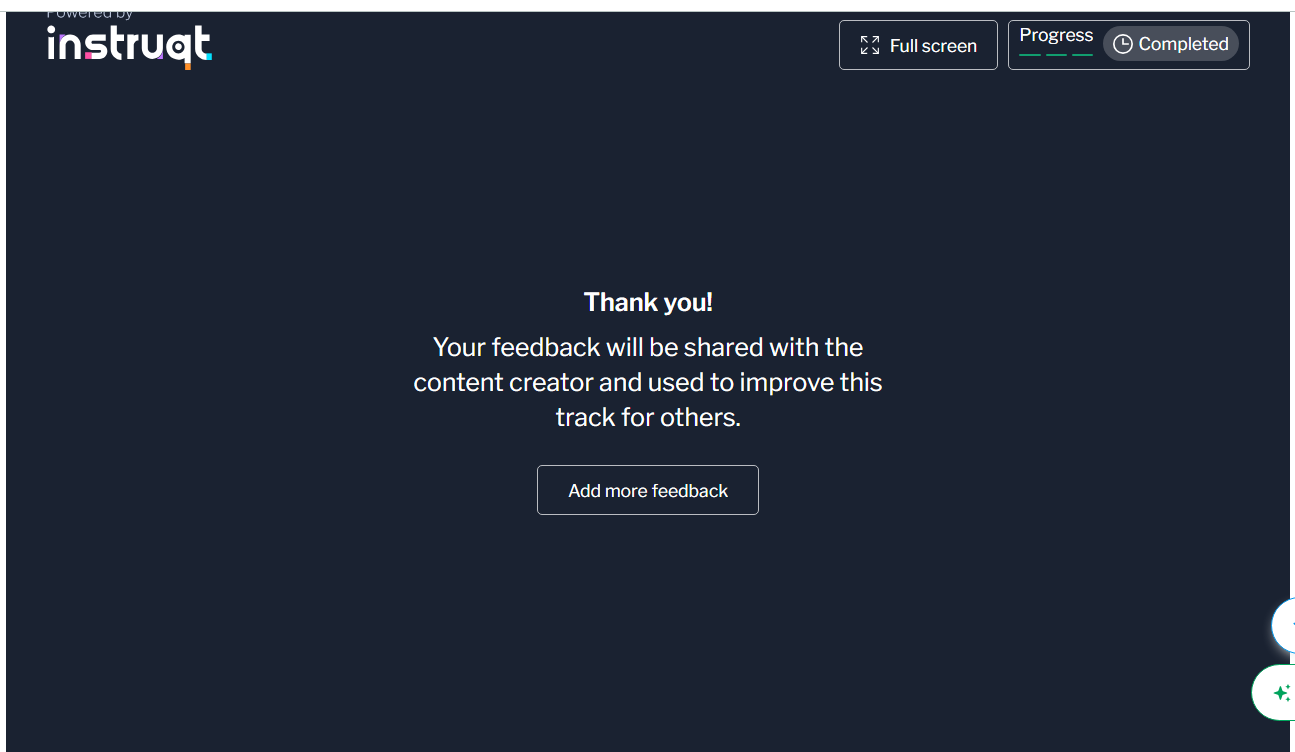 Powered by
instruqt
Full screen
Progress
Completed
Thank you!
Your feedback will be shared with the
content creator and used to improve this
track for others.
Add more feedback